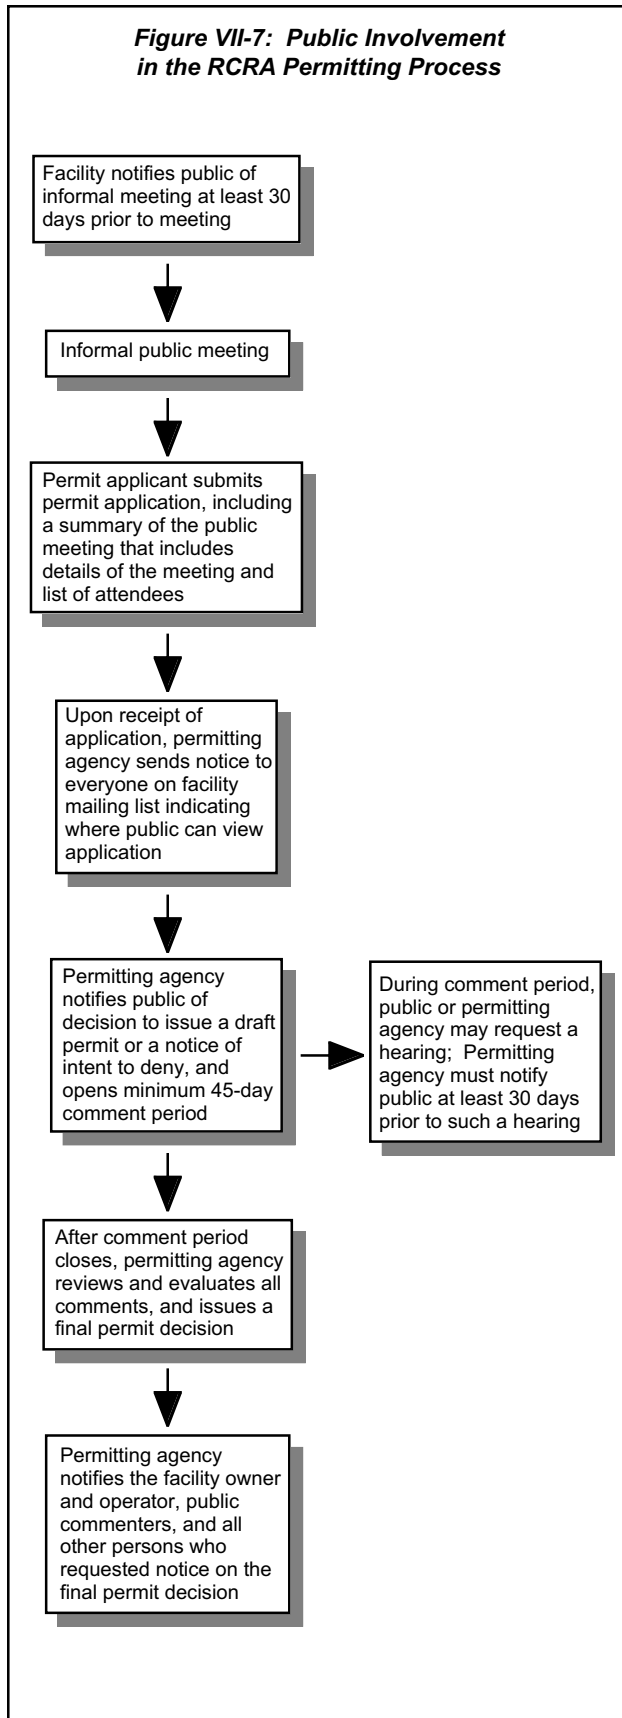 Figure VII-7:  Public Involvement
in the RCRA Permitting Process
Facility notifies public of
informal meeting at least 30
days prior to meeting
Informal public meeting
Permit applicant submits
permit application, including
a summary of the public
meeting that includes
details of the meeting and
list of attendees
Upon receipt of
application, permitting
agency sends notice to
everyone on facility
mailing list indicating
where public can view
application
Permitting agency
notifies public of
decision to issue a draft
permit or a notice of
intent to deny, and
opens minimum 45-day
comment period
During comment period,
public or permitting
agency may request a
hearing;  Permitting
agency must notify
public at least 30 days
prior to such a hearing
After comment period
closes, permitting agency
reviews and evaluates all
comments, and issues a
final permit decision
Permitting agency
notifies the facility owner
and operator, public
commenters, and all
other persons who
requested notice on the
final permit decision